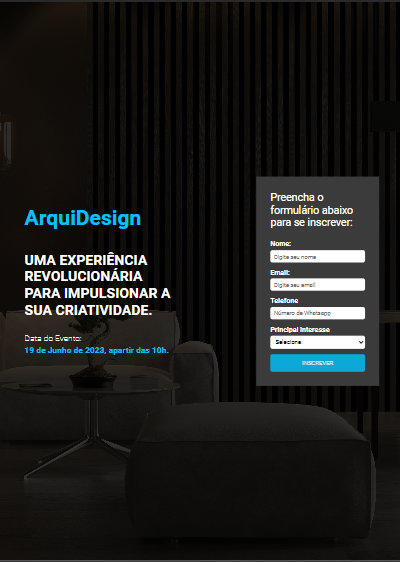 ArquiDesign
UMA EXPERIÊNCIA
REVOLUCIONÁRIA
PARA IMPULSIONAR A
SUA CRIATIVIDADE.
Data do Evento:
19 de Junho de 2023, apartir das 10h.
Preencha o
formulário abaixo
para se inscrever:
Nome:
Digite seu nome
Email:
Digite seu email
Telefone
Número de Whatsapp
Principal Interesse
Selecione
INSCREVER